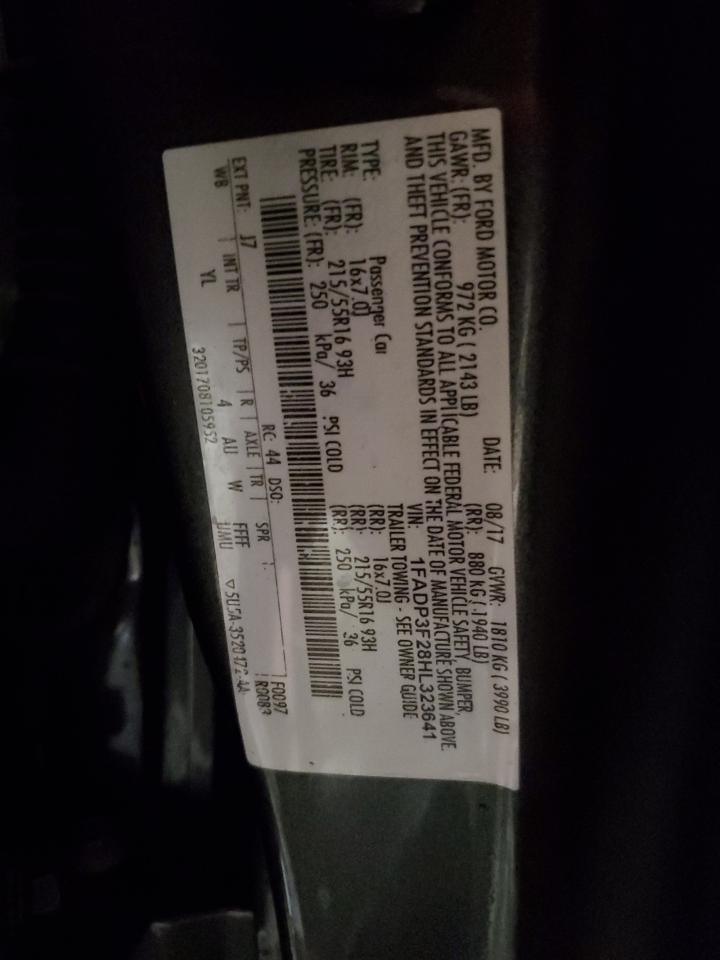 MFD. BY FORD MOTOR CO.
DATE: 08/17 GVWR: 1810 KG ( 3990 LB)
GAWR: (FR): 972 KG ( 2143 LB) (RR): 880 KG ( 1940 LB)
THIS VEHICLE CONFORMS TO ALL APPLICABLE FEDERAL MOTOR VEHICLE SAFETY, BUMPER,
AND THEFT PREVENTION STANDARDS IN EFFECT ON THE DATE OF MANUFACTURE SHOWN ABOVE.
VIN: 1FADP3F28HL323641
TYPE: Passenger Car TRAILER TOWING - SEE OWNER GUIDE
RIM: (FR): 16x7.0J (RR): 16x7.0J
TIRE: (FR): 215/55R16 93H (RR): 215/55R16 93H
PRESSURE: (FR): 250 kPa/ 36 PSI COLD (RR): 250 kPa/ 36 PSI COLD
EXT PNT: J7 RC: 44 DSO: F0097
WB INT TR TP/PS R AXLE TR SPR R0083
YL 4 AU W FFFF
3201708105952 UMU